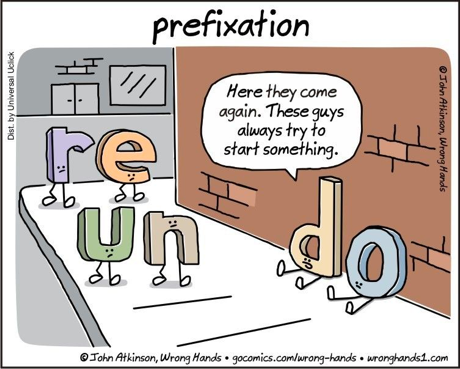 prefixation
Dist. by Universal Uclick
© John Atkinson, Wrong Hands
Here they come
again. These guys
always try to
start something.
re
un
do
© John Atkinson, Wrong Hands • gocomics.com/wrong-hands • wronghands1.com